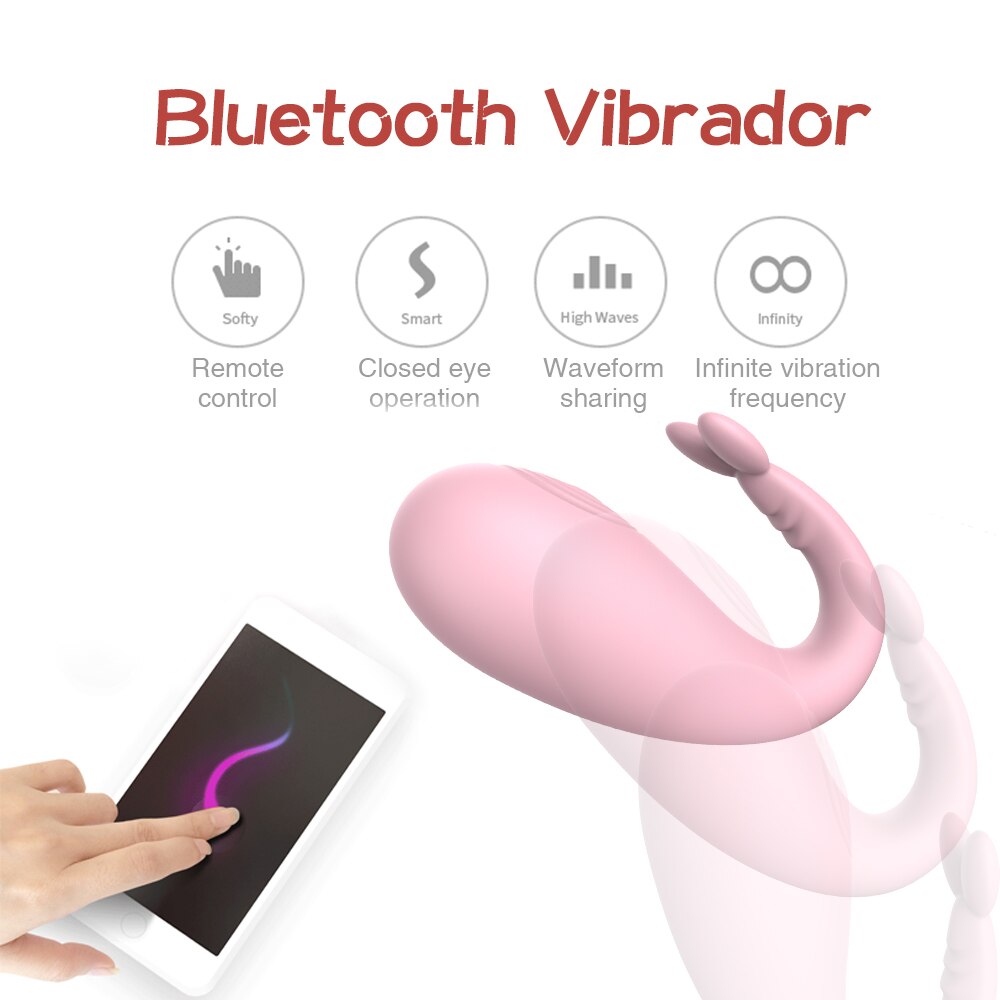 Bluetooth Vibrador
Softy
Smart
High Waves
Infinity
Remote
control
Closed eye
operation
Waveform
sharing
Infinite vibration
frequency